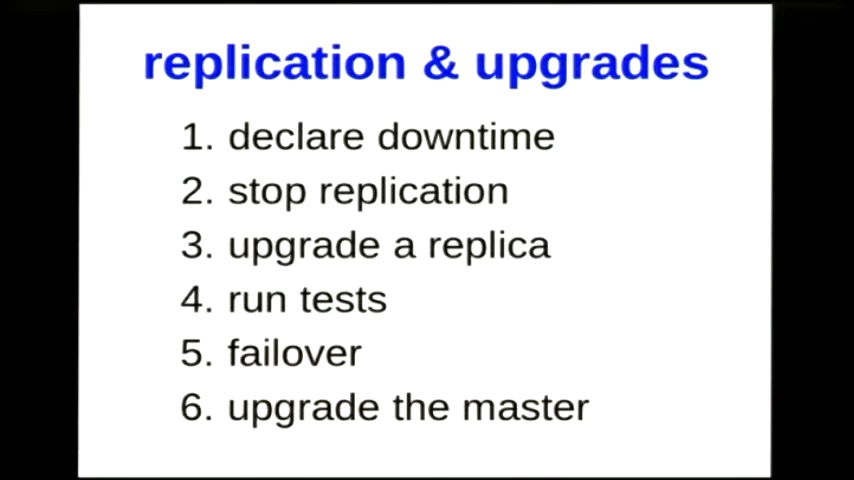 replication & upgrades
1. declare downtime
2. stop replication
3. upgrade a replica
4. run tests
5. failover
6. upgrade the master